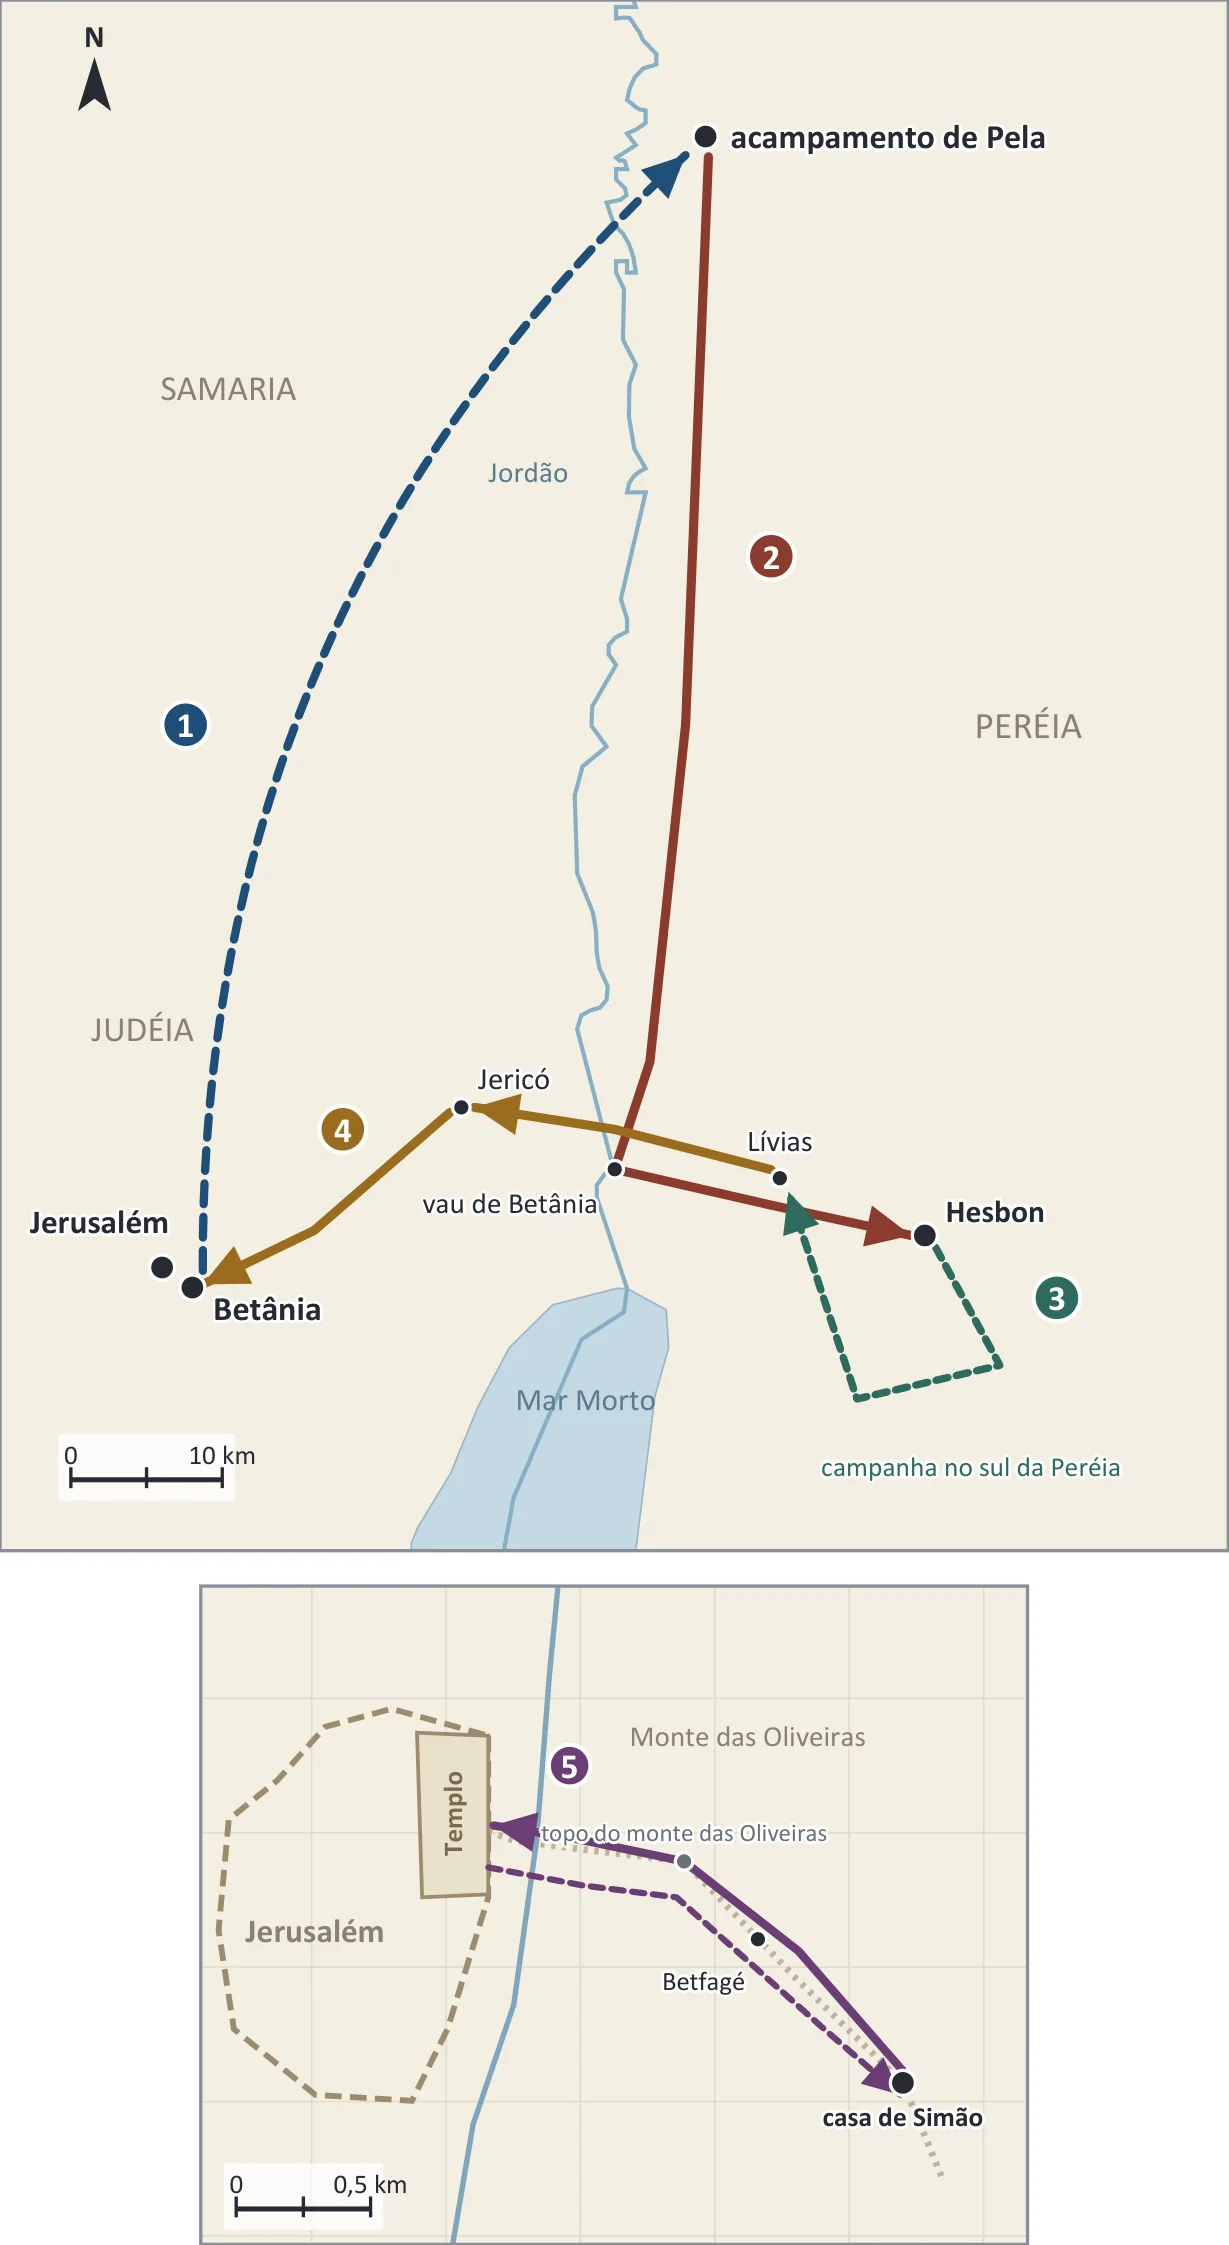 N
acampamento de Pela
SAMARIA
Jordão
2
1
PERÉIA
JUDÉIA
Jericó
4
Lívias
vau de Betânia
Hesbon
Jerusalém
3
Betânia
Mar Morto
0 10 km
campanha no sul da Peréia
Monte das Oliveiras
5
Templo
topo do monte das Oliveiras
Jerusalém
Betfagé
casa de Simão
0 0,5 km